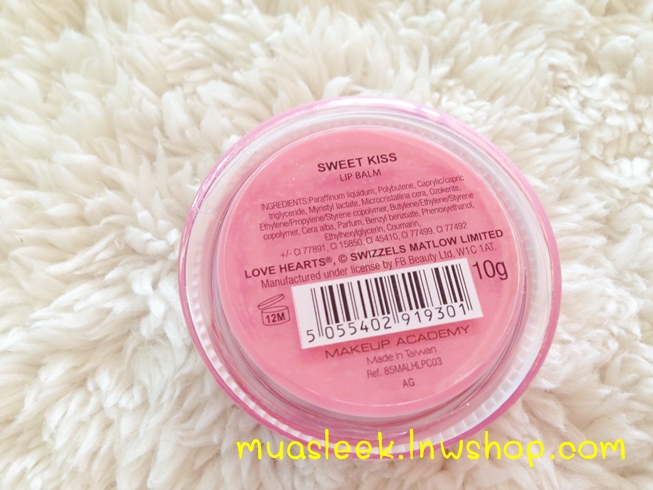 SWEET KISS
LIP BALM
INGREDIENTS:Paraffinum liquidum, Polybutene, Caprylic/capric
triglyceride, Myristyl lactate, Microcristallina cera, Ozokerite,
Ethylene/Propylene/Styrene copolymer, Butylene/Ethylene/Styrene
copolymer, Cera alba, Parfum, Benzyl benzoate, Phenoxyethanol,
Ethylhexylglycerin, Coumarin,
+/- CI 77891, CI 15850, CI 45410, CI 77499, CI 77492
LOVE HEARTS®, © SWIZZELS MATLOW LIMITED
Manufactured under license by FB Beauty Ltd, W1C 1AT.
10g
12M
5 055402 919301
MAKEUP ACADEMY
Made in Taiwan
Ref. 85MALHLPC03
AG
muasleek.lnwshop.com